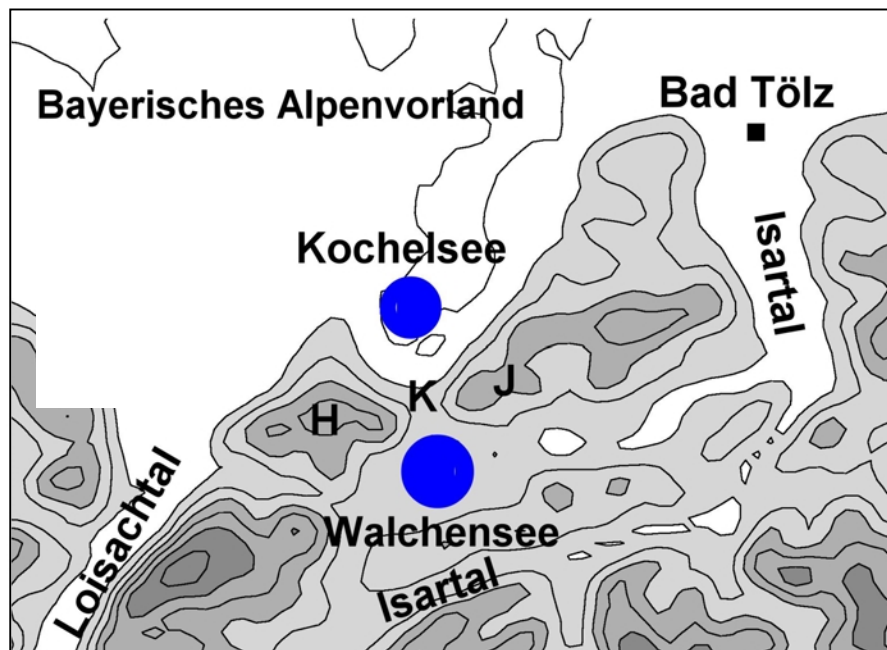 Bad Tölz
Bayerisches Alpenvorland
Isartal
Kochelsee
J
K
H
Loisachtal
Walchensee
Isartal